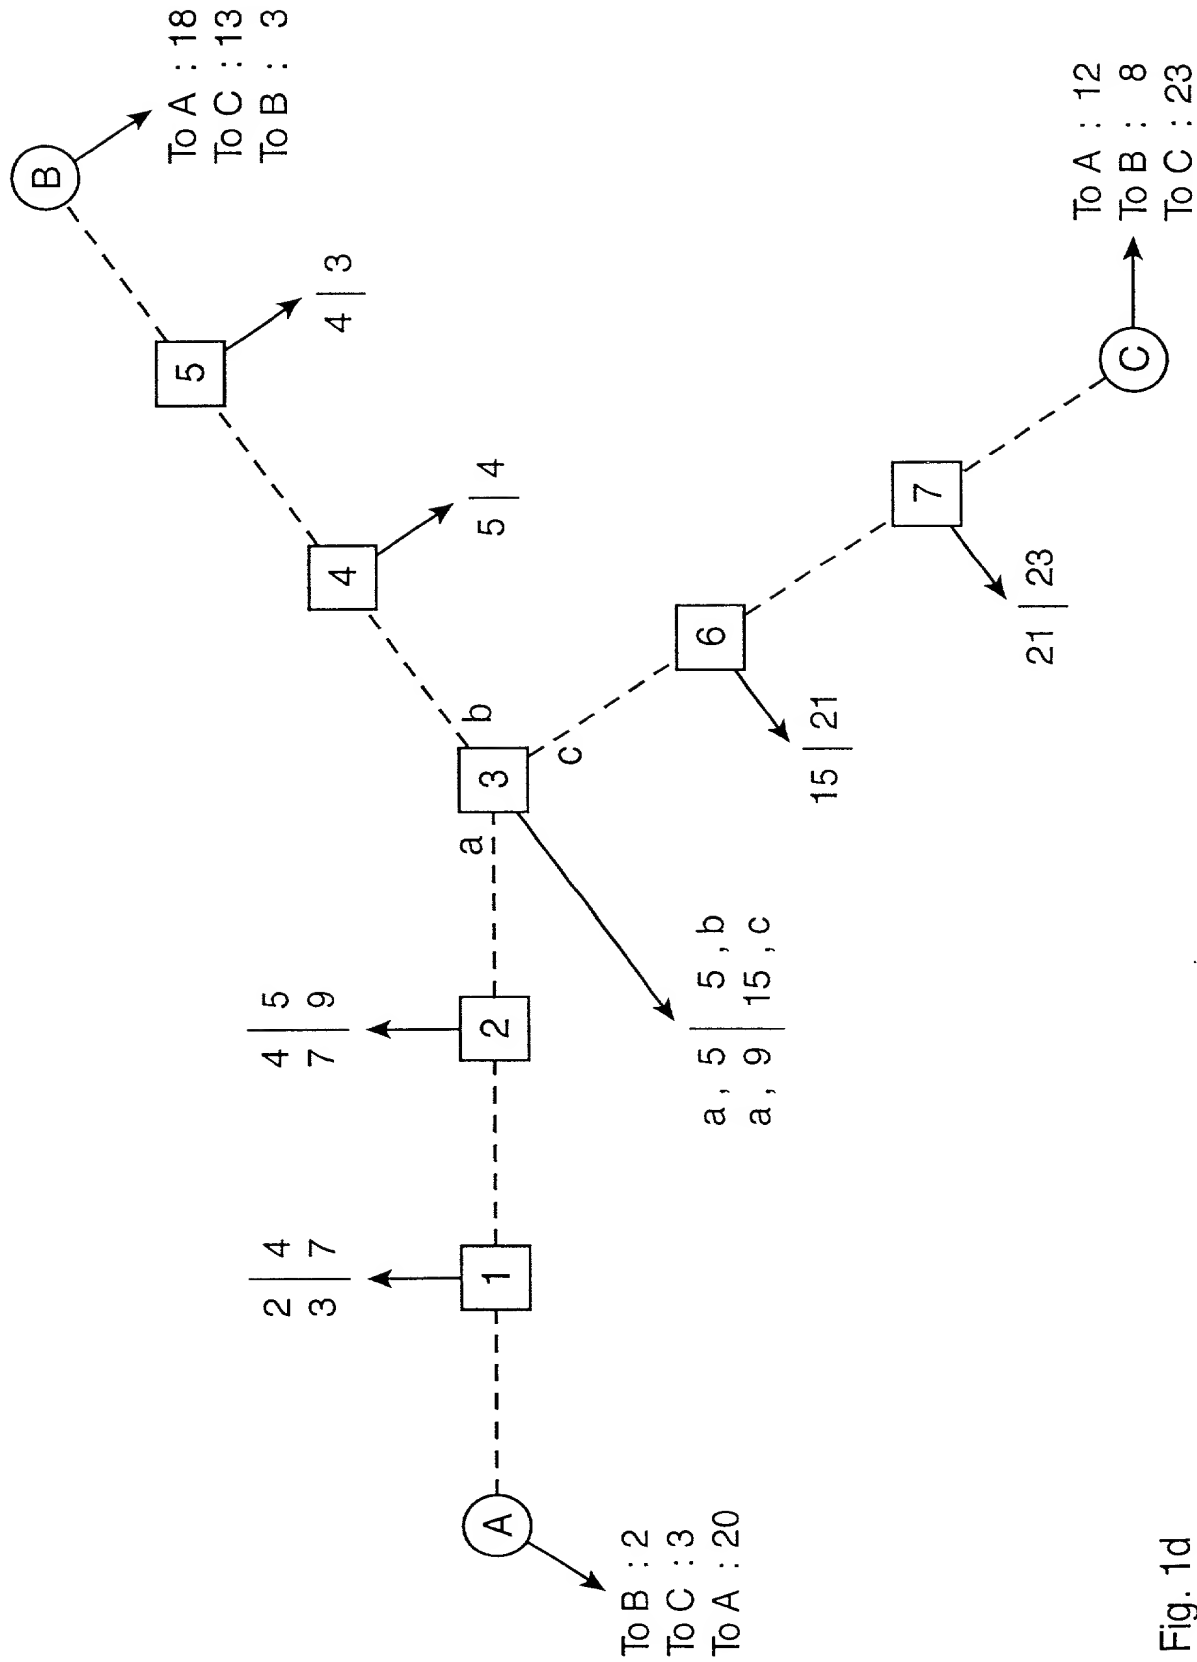 A
To B : 2
To C : 3
To A : 20
1
2 | 4
3 | 7
2
4 | 5
7 | 9
3
a
b
c
a, 5 | 5, b
a, 9 | 15, c
4
5 | 4
5
4 | 3
B
To A : 18
To C : 13
To B : 3
6
15 | 21
7
21 | 23
C
To A : 12
To B : 8
To C : 23
Fig. 1d